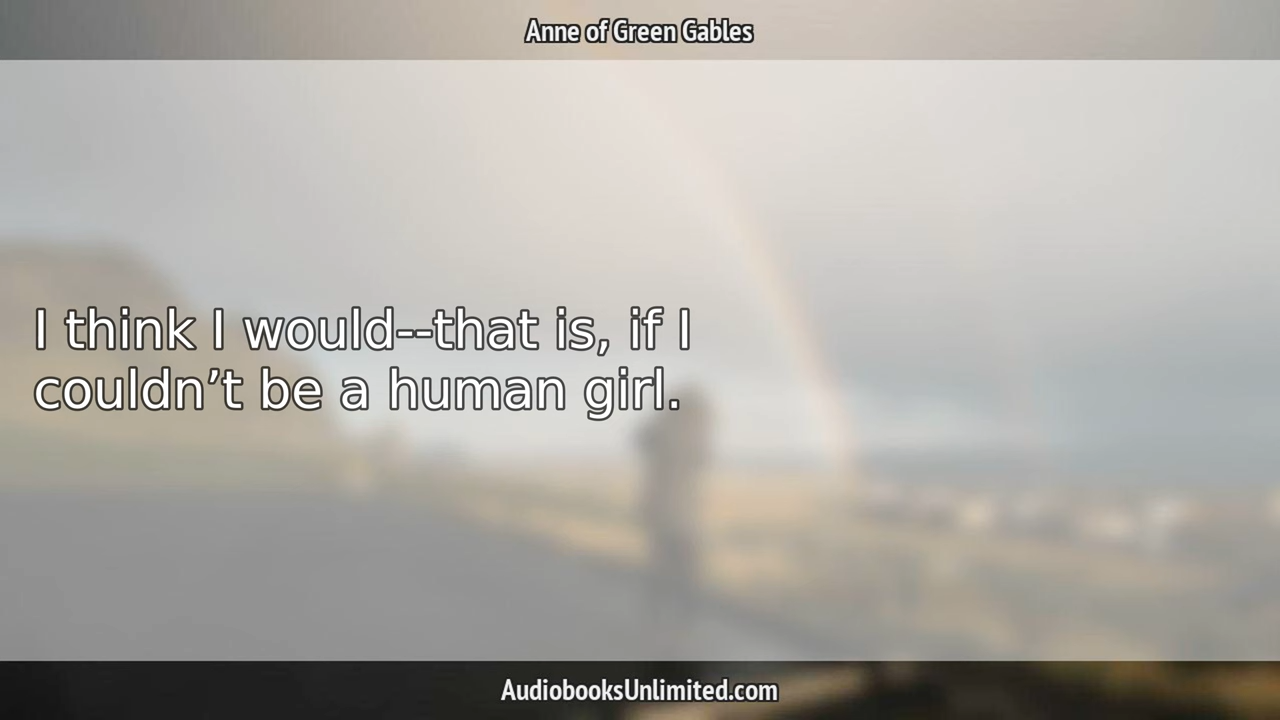 Anne of Green Gables
I think I would--that is, if I
couldn’t be a human girl.
AudiobooksUnlimited.com